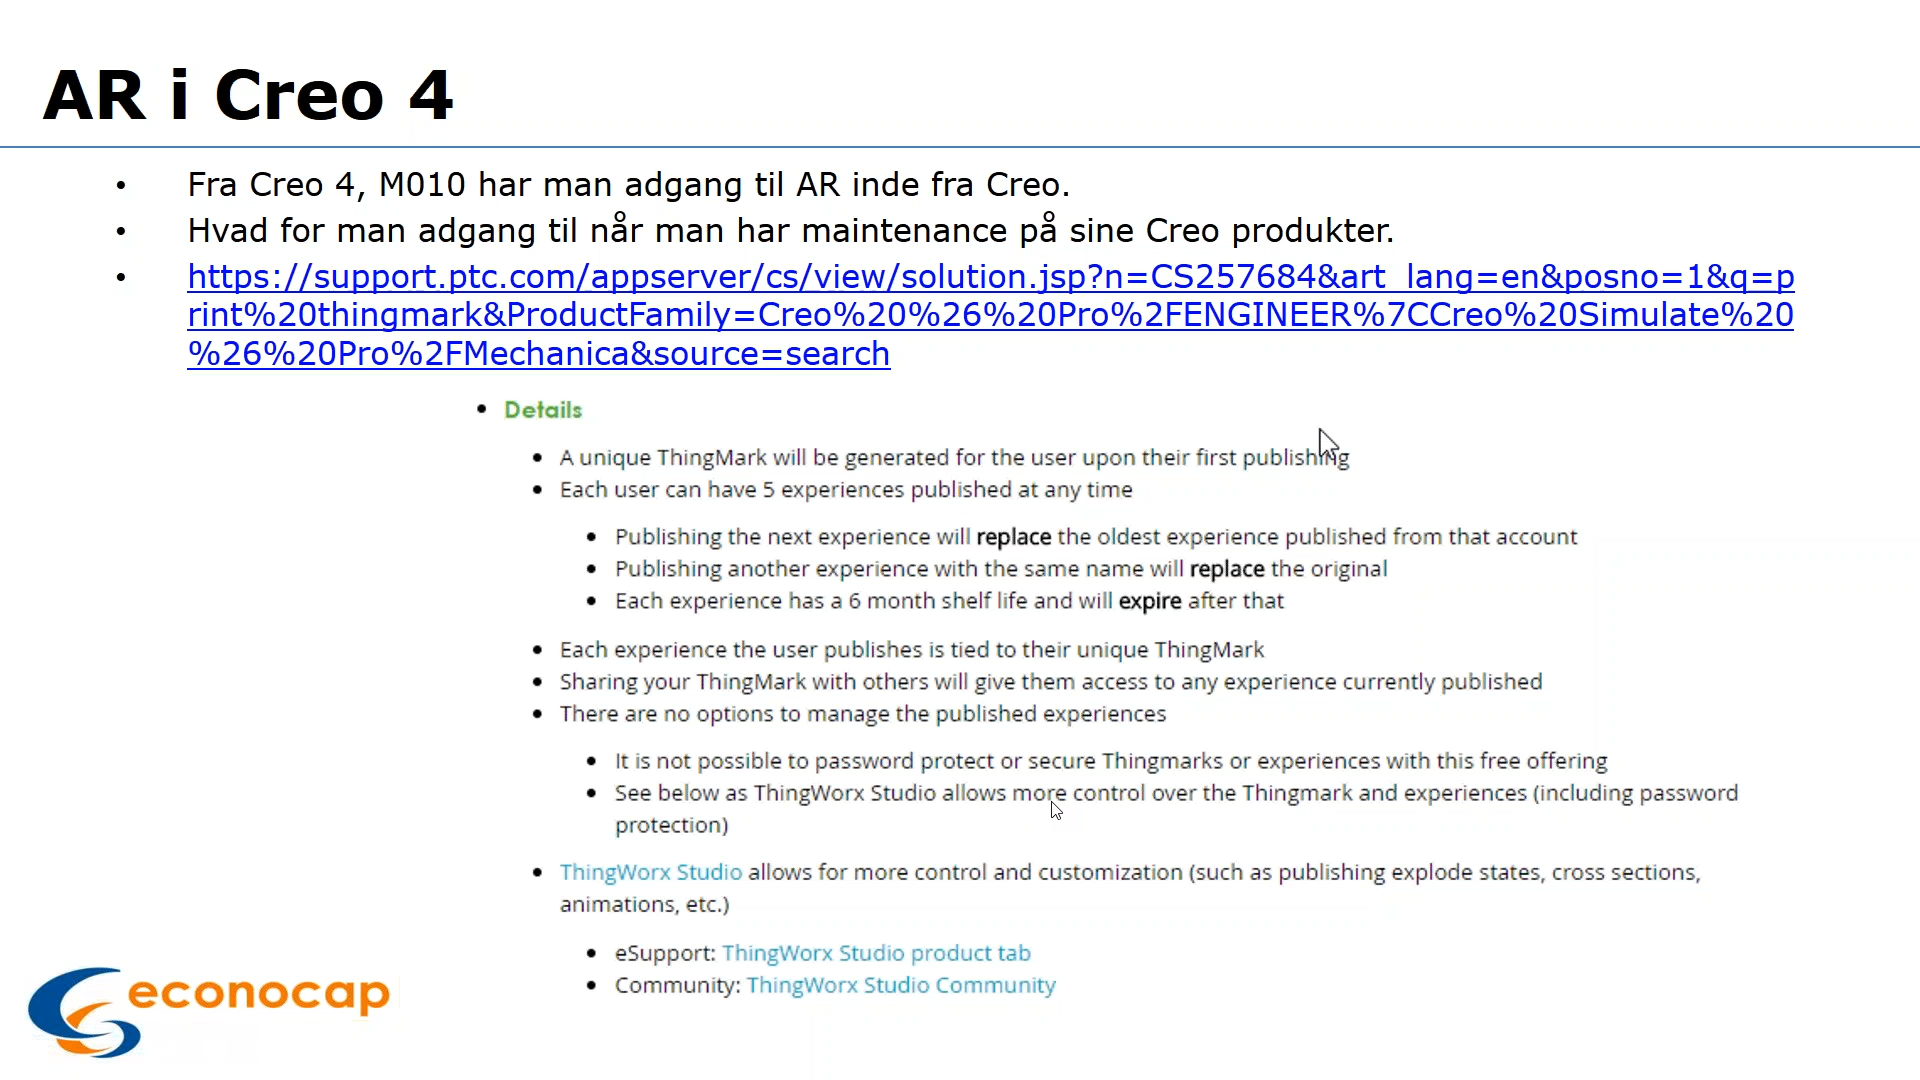 AR i Creo 4
• Fra Creo 4, M010 har man adgang til AR inde fra Creo.
• Hvad for man adgang til når man har maintenance på sine Creo produkter.
• https://support.ptc.com/appserver/cs/view/solution.jsp?n=CS257684&art_lang=en&posno=1&q=p
rint%20thingmark&ProductFamily=Creo%20%26%20Pro%2FENGINEER%7CCreo%20Simulate%20
%26%20Pro%2FMechanica&source=search
• Details
• A unique ThingMark will be generated for the user upon their first publishing
• Each user can have 5 experiences published at any time
• Publishing the next experience will replace the oldest experience published from that account
• Publishing another experience with the same name will replace the original
• Each experience has a 6 month shelf life and will expire after that
• Each experience the user publishes is tied to their unique ThingMark
• Sharing your ThingMark with others will give them access to any experience currently published
• There are no options to manage the published experiences
• It is not possible to password protect or secure Thingmarks or experiences with this free offering
• See below as ThingWorx Studio allows more control over the Thingmark and experiences (including password
protection)
• ThingWorx Studio allows for more control and customization (such as publishing explode states, cross sections,
animations, etc.)
• eSupport: ThingWorx Studio product tab
• Community: ThingWorx Studio Community
econocap